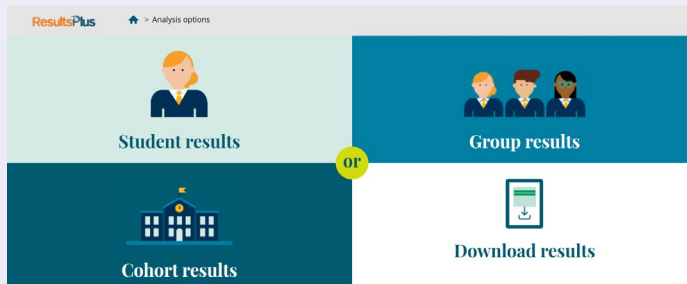 ResultsPlus
> Analysis options
Student results
Group results
or
Cohort results
Download results